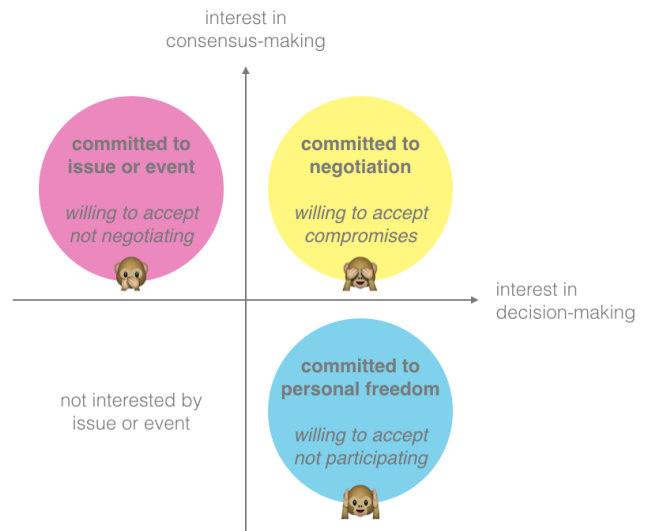 interest in
consensus-making
committed to
issue or event
willing to accept
not negotiating
committed to
negotiation
willing to accept
compromises
interest in
decision-making
not interested by
issue or event
committed to
personal freedom
willing to accept
not participating